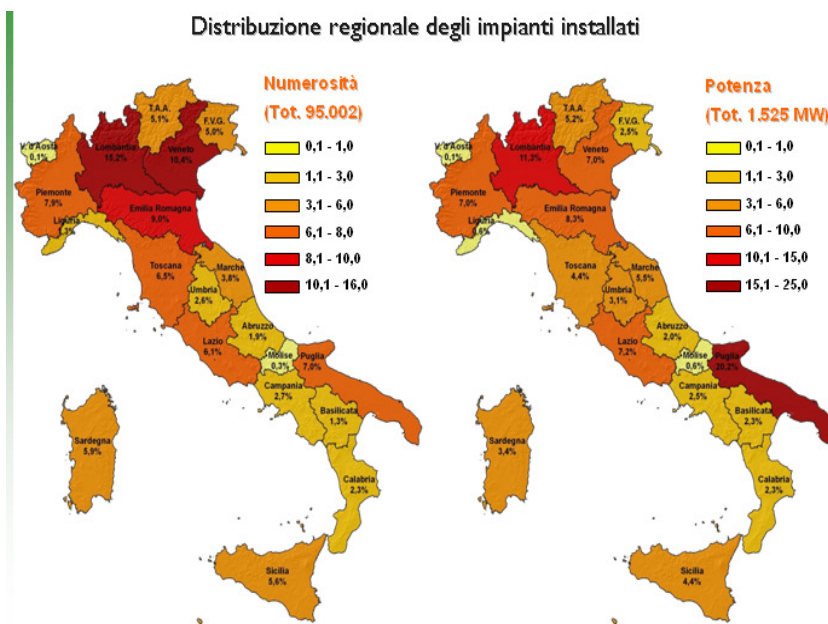 Distribuzione regionale degli impianti installati
Numerosità
(Tot. 95.002)
0,1 - 1,0
1,1 - 3,0
3,1 - 6,0
6,1 - 8,0
8,1 - 10,0
10,1 - 16,0
T.A.A.
5,1%
F.V.G.
5,0%
V. d'Aosta
0,1%
Lombardia
15,2%
Veneto
10,4%
Piemonte
7,9%
Emilia Romagna
9,0%
Liguria
1,3%
Toscana
6,5%
Marche
3,8%
Umbria
2,6%
Abruzzo
1,9%
Lazio
6,1%
Molise
0,3%
Puglia
7,0%
Campania
2,7%
Basilicata
1,3%
Sardegna
5,9%
Calabria
2,3%
Sicilia
5,6%
Potenza
(Tot. 1.525 MW)
0,1 - 1,0
1,1 - 3,0
3,1 - 6,0
6,1 - 10,0
10,1 - 15,0
15,1 - 25,0
T.A.A.
5,2%
F.V.G.
2,5%
V. d'Aosta
0,1%
Lombardia
11,3%
Veneto
7,0%
Piemonte
7,0%
Emilia Romagna
8,3%
Liguria
0,6%
Toscana
4,4%
Marche
5,5%
Umbria
3,1%
Abruzzo
2,0%
Lazio
7,2%
Molise
0,6%
Puglia
20,2%
Campania
2,5%
Basilicata
2,3%
Sardegna
3,4%
Calabria
2,3%
Sicilia
4,4%